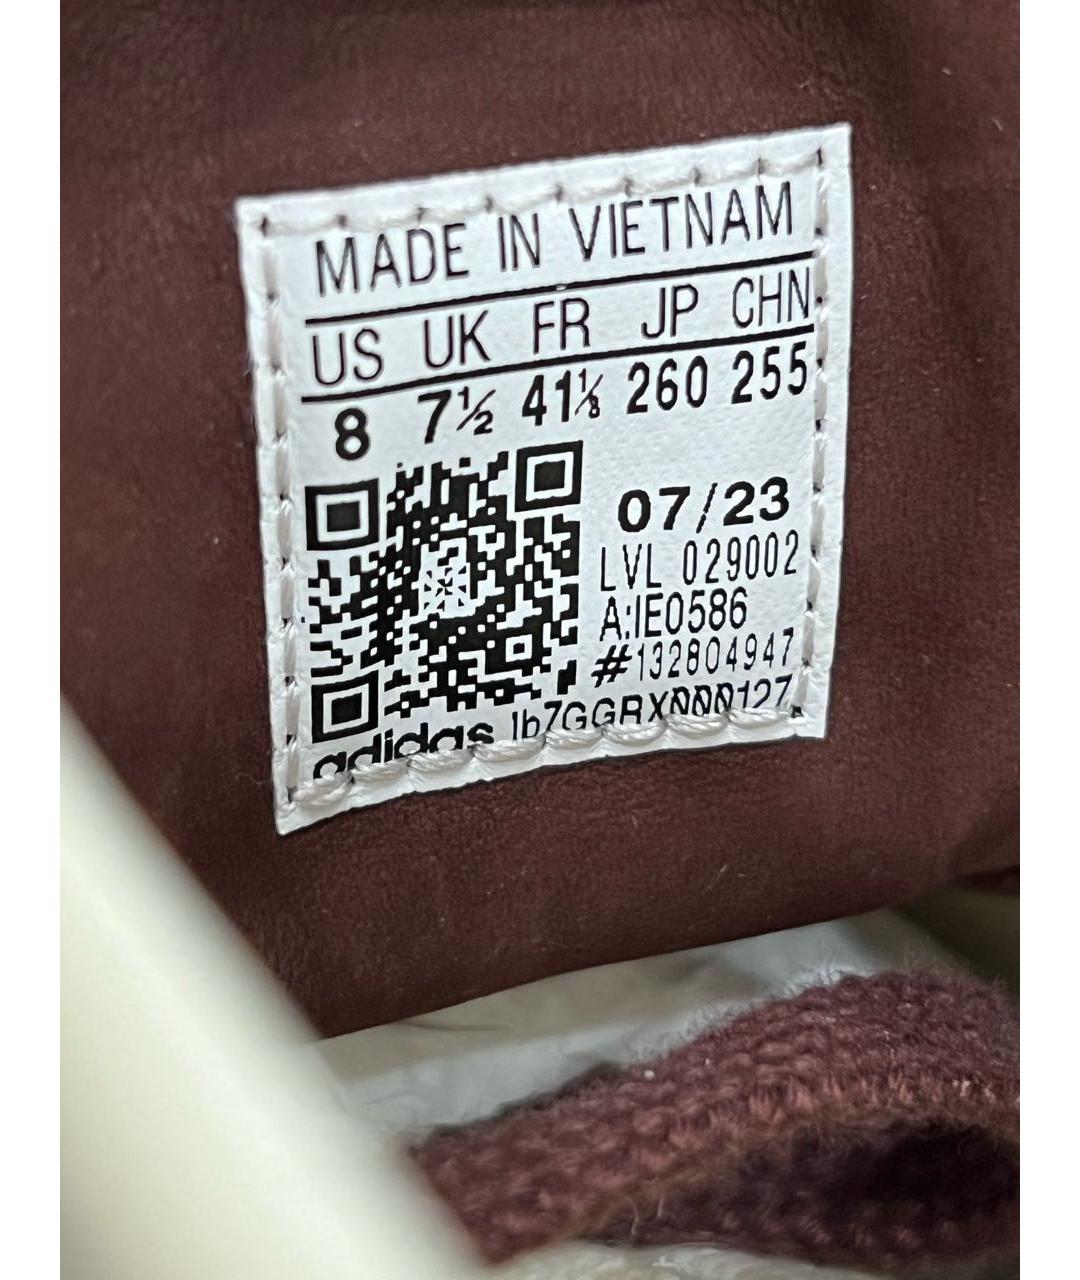 MADE IN VIETNAM
US UK FR JP CHN
8 7½ 41⅓ 260 255
07/23
LVL 029002
A:IE0586
#132804947
adidas Ib7GGRX000127